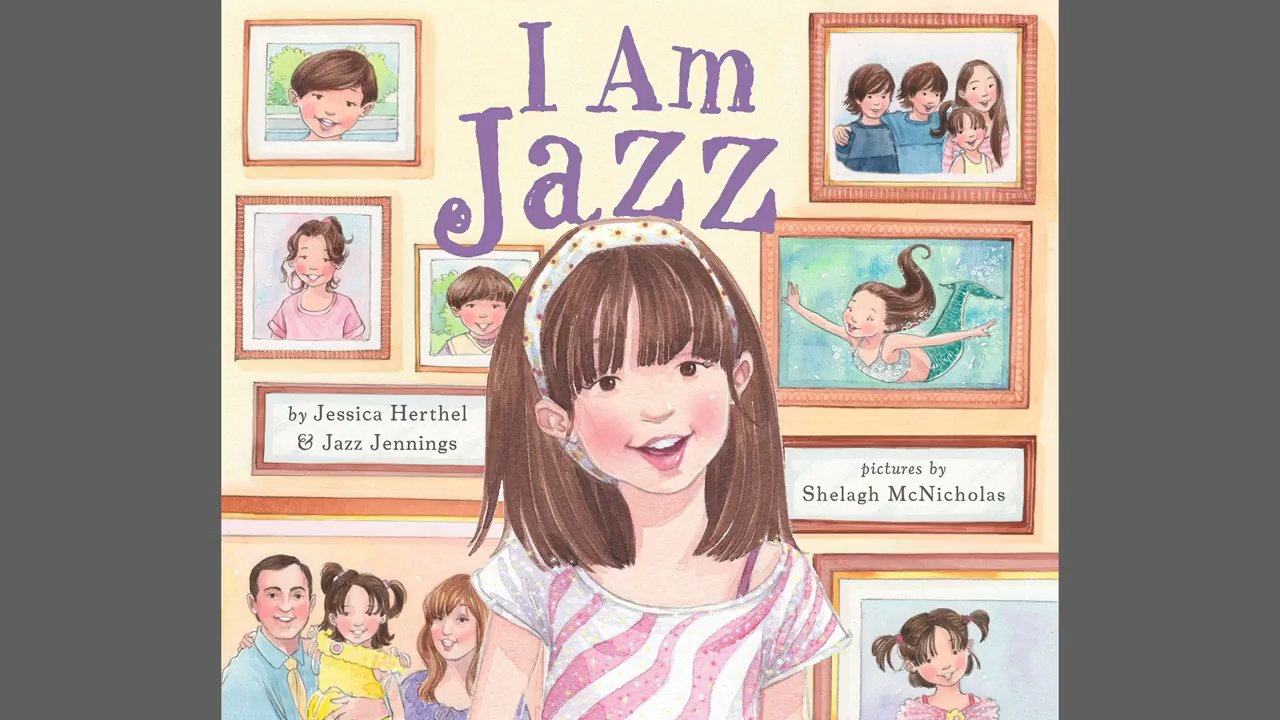 I Am
Jazz
by Jessica Herthel
& Jazz Jennings
pictures by
Shelagh McNicholas